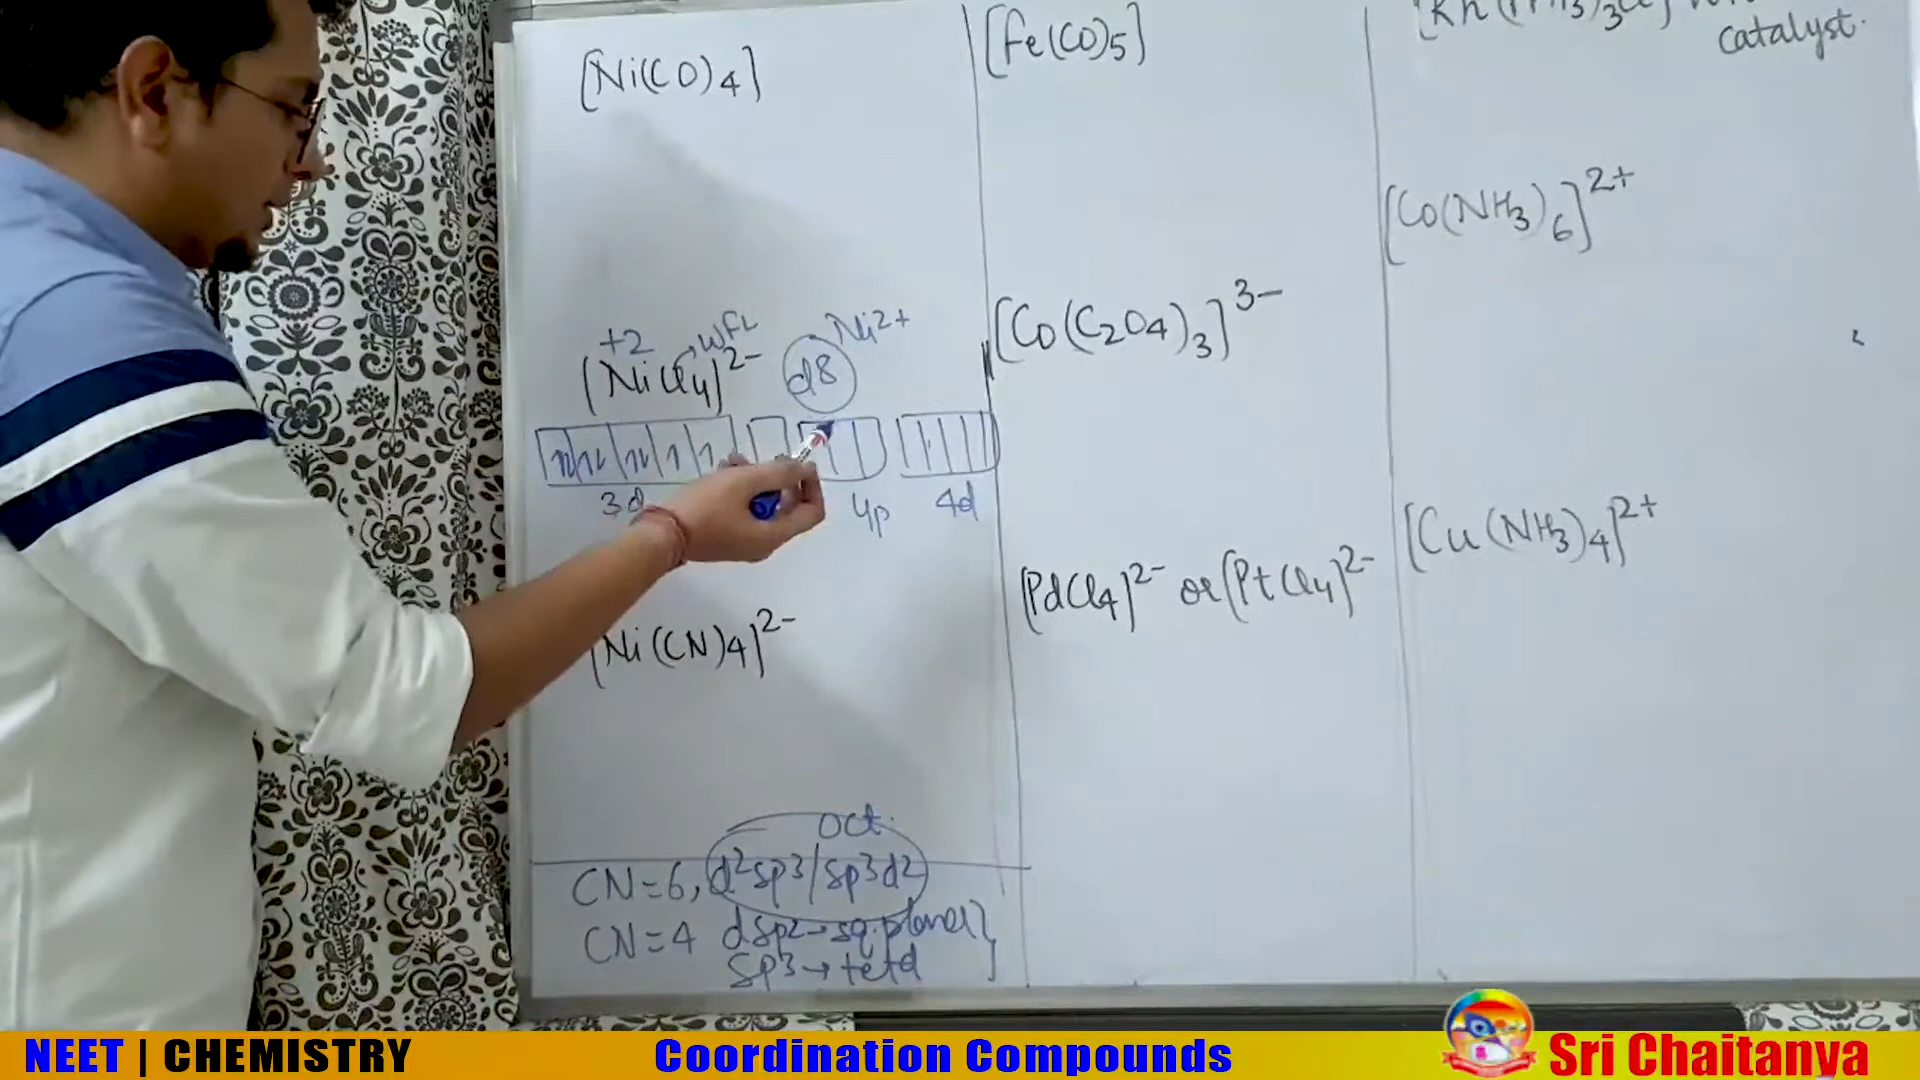 [Ni(CO)4]
+2
WFL
[NiCl4]2-
d8
Ni2+
3d
4p
4d
[Ni(CN)4]2-
oct.
CN=6, d2sp3/sp3d2
CN=4 dsp2→sq.planar}
sp3→tetd
[Fe(CO)5]
[Co(C2O4)3]3-
[PdCl4]2- or [PtCl4]2-
catalyst.
[Co(NH3)6]2+
[Cu(NH3)4]2+
NEET | CHEMISTRY
Coordination Compounds
Sri Chaitanya